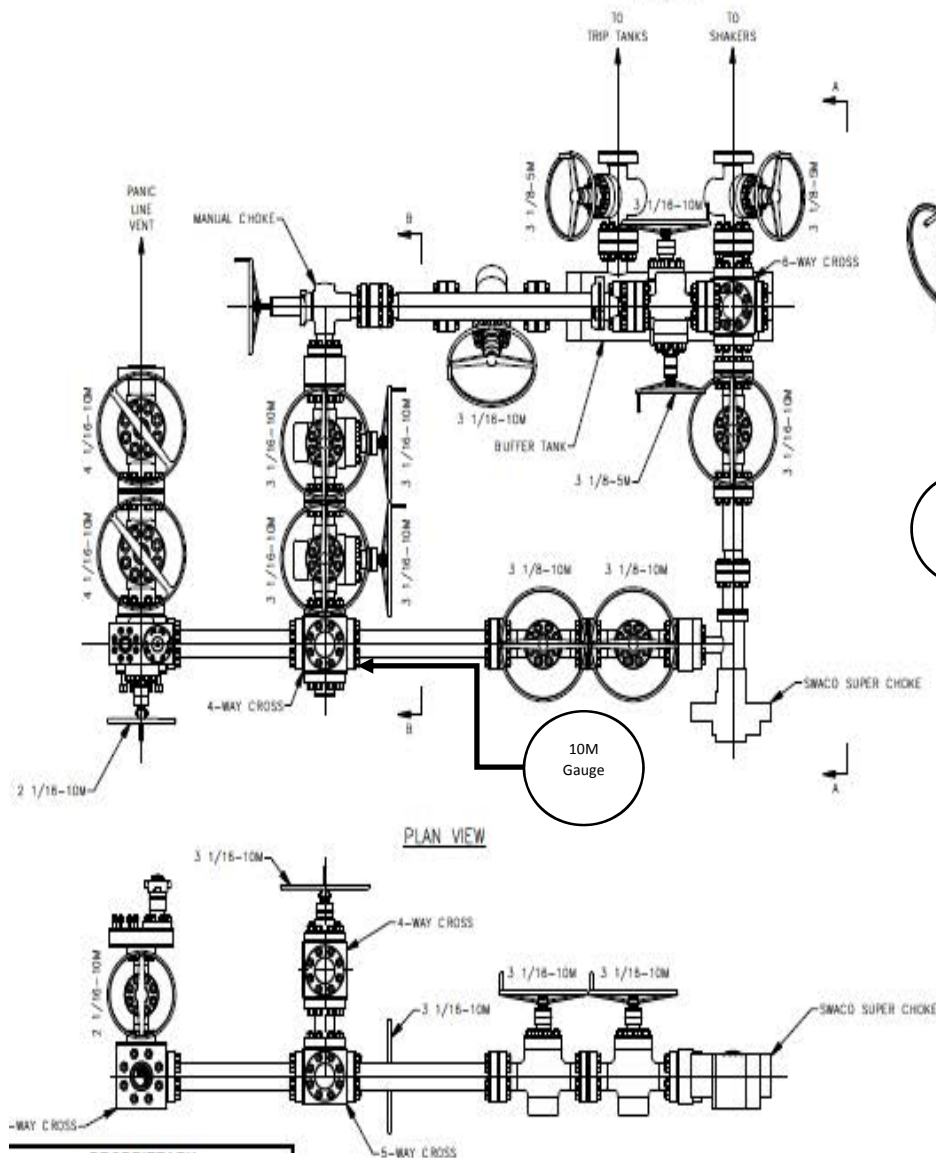 TO
TRIP TANKS
TO
SHAKERS
A
PANIC
LINE
VENT
MANUAL CHOKE
B
3 1/8-5M
3 1/16-10M
3 1/8-5M
6-WAY CROSS
3 1/16-10M
BUFFER TANK
3 1/8-5M
3 1/16-10M
4 1/16-10M
4 1/16-10M
3 1/16-10M
3 1/16-10M
3 1/16-10M
3 1/16-10M
3 1/8-10M
3 1/8-10M
4-WAY CROSS
B
SWACO SUPER CHOKE
10M
Gauge
A
2 1/16-10M
PLAN VIEW
3 1/16-10M
4-WAY CROSS
2 1/16-10M
3 1/16-10M
3 1/16-10M
3 1/16-10M
SWACO SUPER CHOKE
-WAY CROSS
5-WAY CROSS